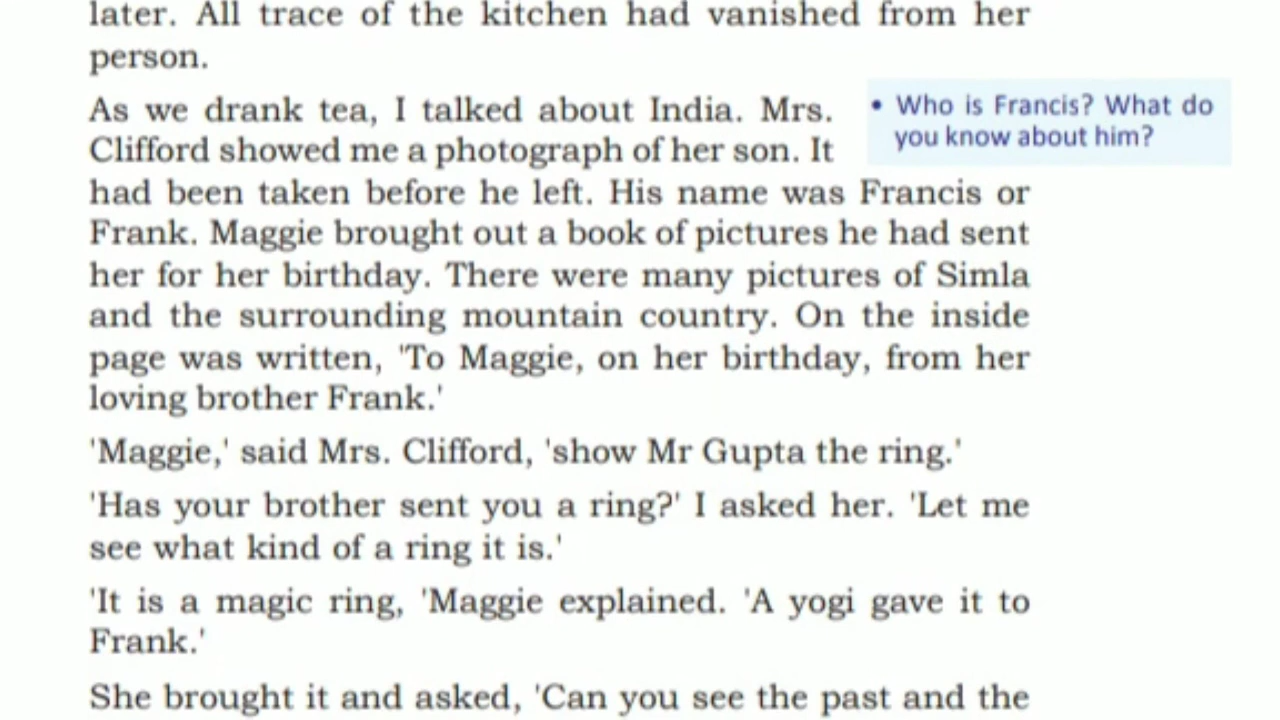 later. All trace of the kitchen had vanished from her
person.
As we drank tea, I talked about India. Mrs.
Clifford showed me a photograph of her son. It
had been taken before he left. His name was Francis or
Frank. Maggie brought out a book of pictures he had sent
her for her birthday. There were many pictures of Simla
and the surrounding mountain country. On the inside
page was written, 'To Maggie, on her birthday, from her
loving brother Frank.'
'Maggie,' said Mrs. Clifford, 'show Mr Gupta the ring.'
'Has your brother sent you a ring?' I asked her. 'Let me
see what kind of a ring it is.'
'It is a magic ring, 'Maggie explained. 'A yogi gave it to
Frank.'
She brought it and asked, 'Can you see the past and the
• Who is Francis? What do
you know about him?